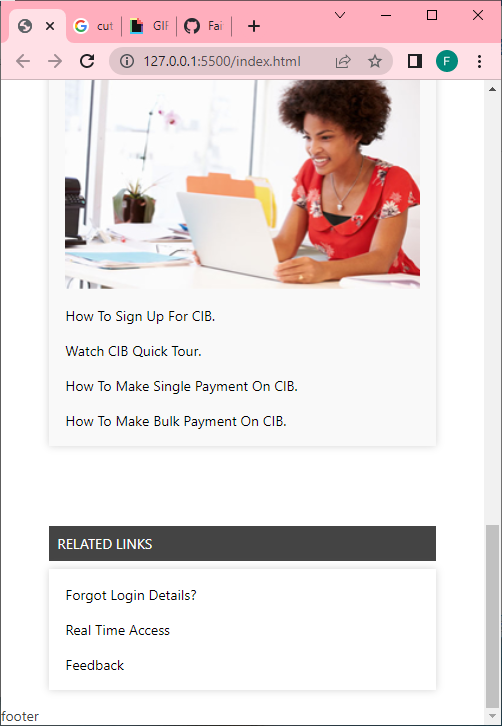 cut
GIF
Fai
127.0.0.1:5500/index.html
F
How To Sign Up For CIB.
Watch CIB Quick Tour.
How To Make Single Payment On CIB.
How To Make Bulk Payment On CIB.
RELATED LINKS
Forgot Login Details?
Real Time Access
Feedback
footer